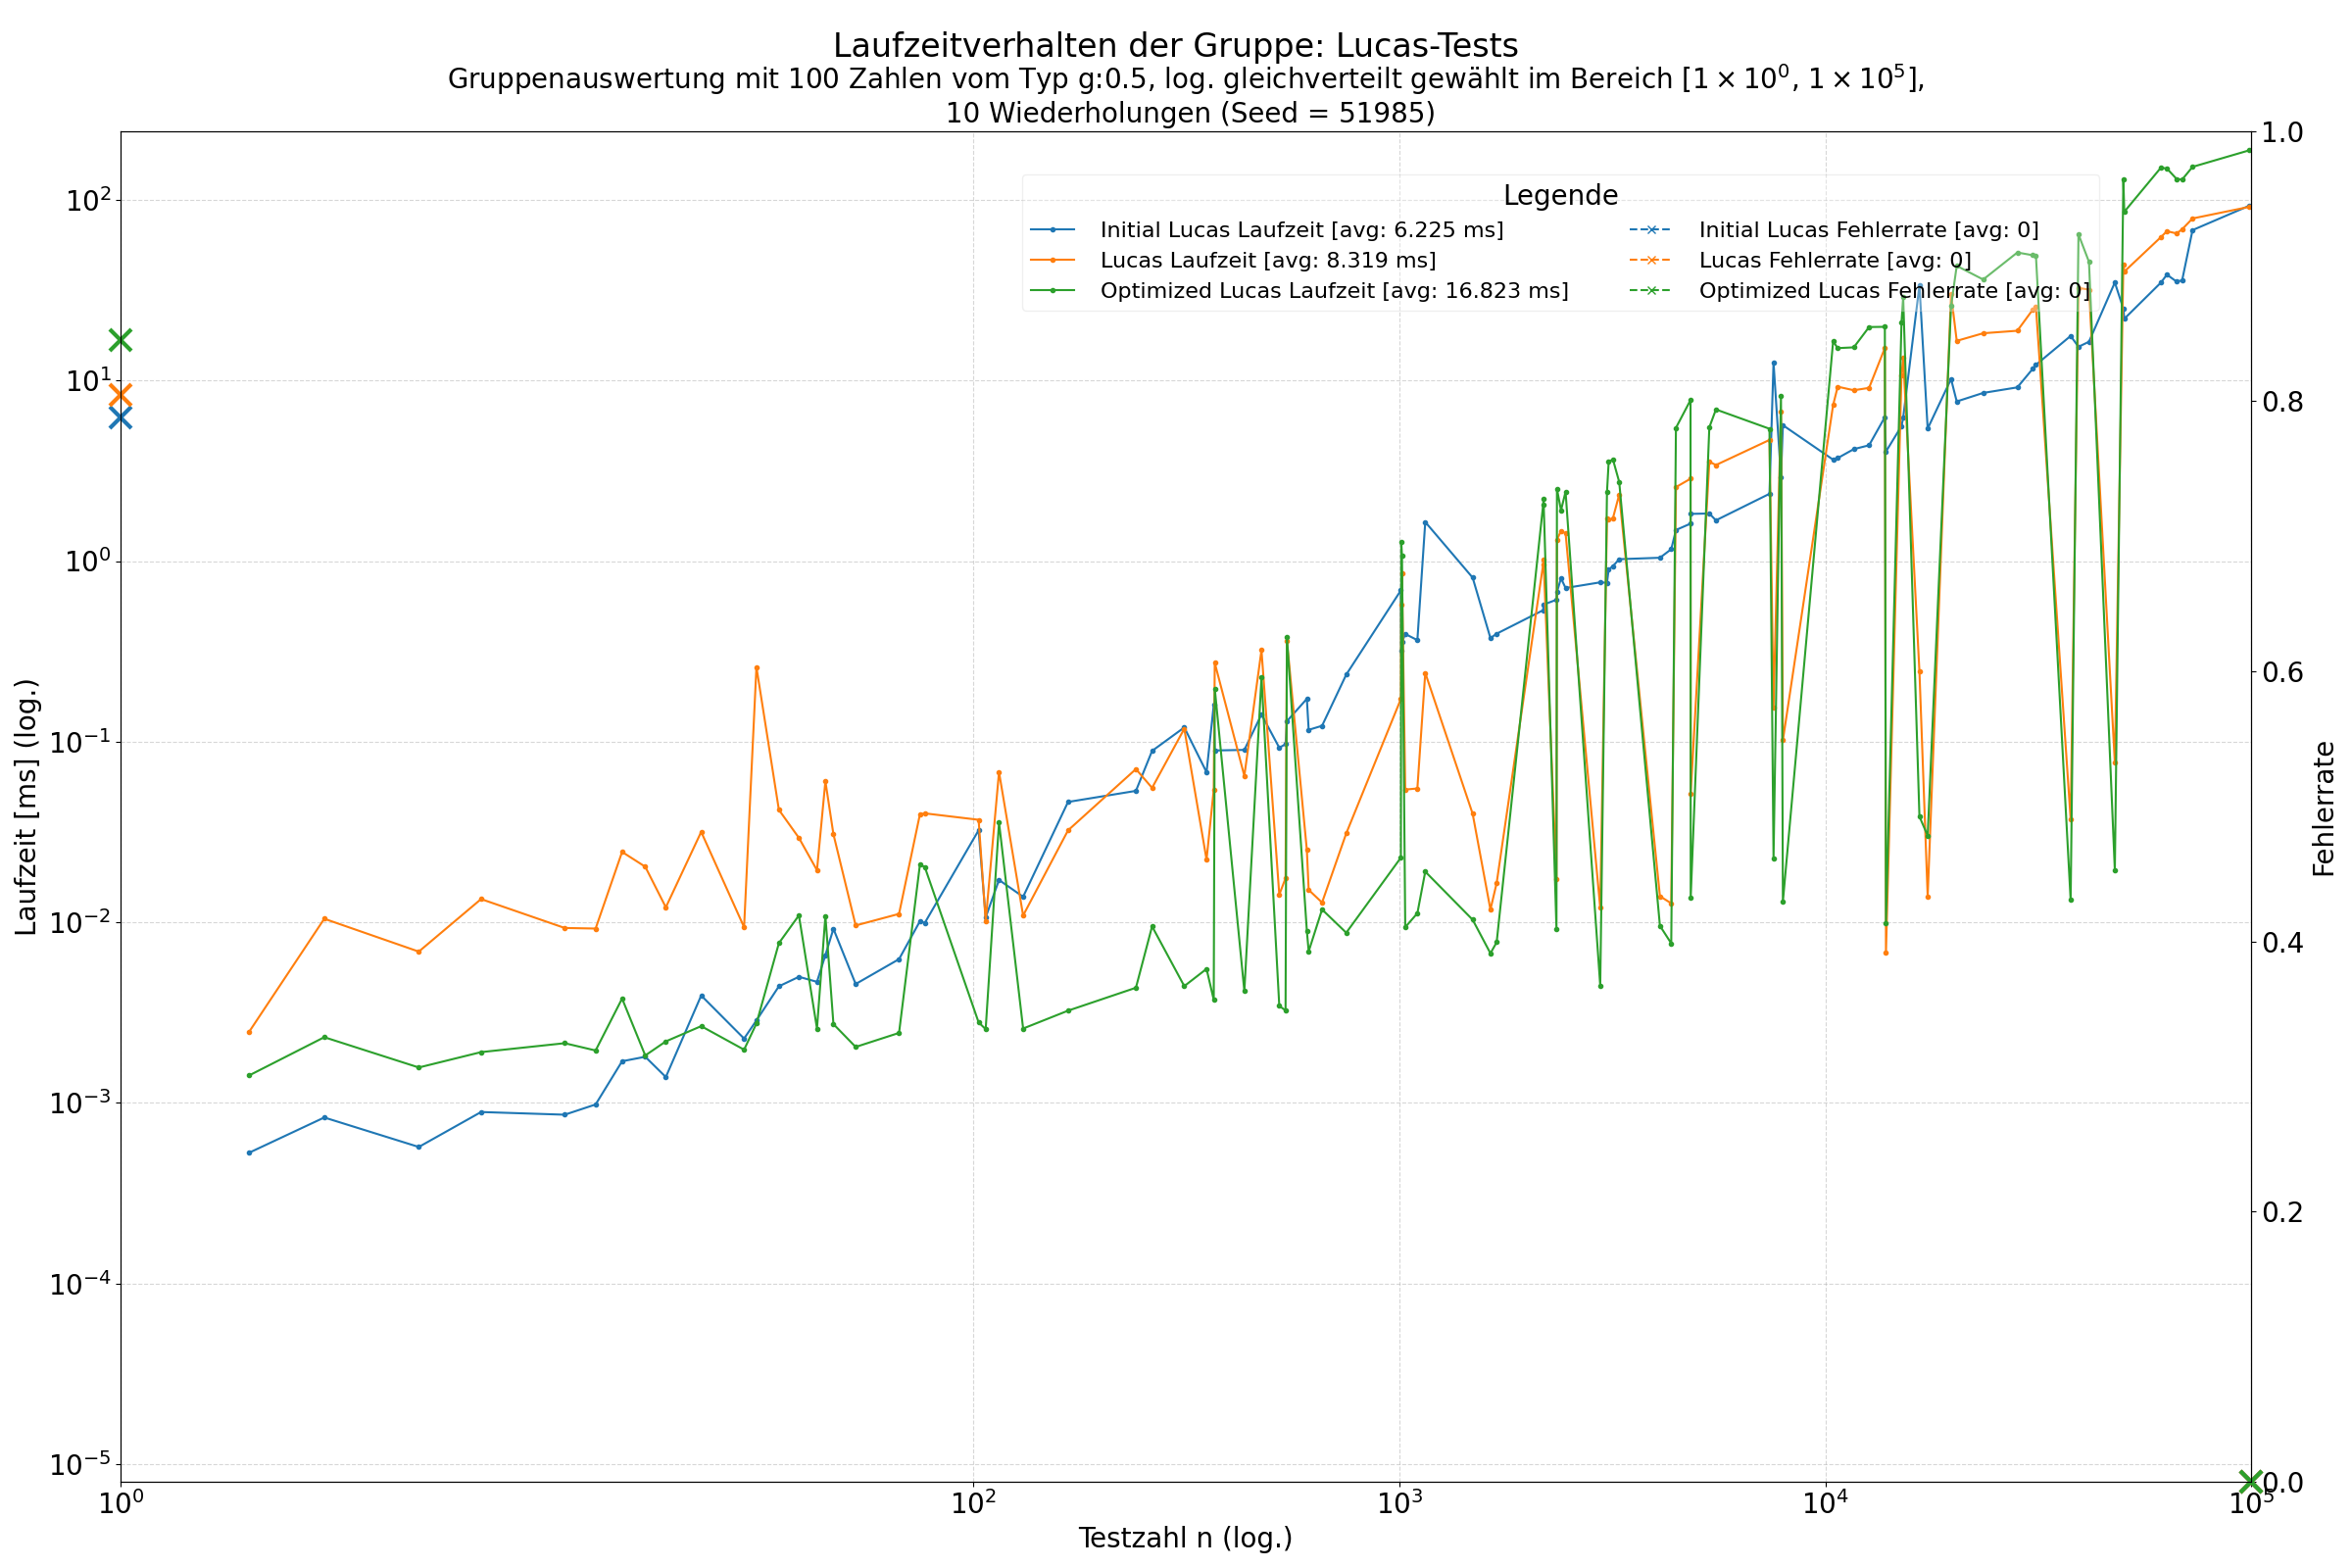 Laufzeitverhalten der Gruppe: Lucas-Tests
Gruppenauswertung mit 100 Zahlen vom Typ g:0.5, log. gleichverteilt gewählt im Bereich [1 × 10⁰, 1 × 10⁵],
10 Wiederholungen (Seed = 51985)
Legende
Initial Lucas Laufzeit [avg: 6.225 ms]
Lucas Laufzeit [avg: 8.319 ms]
Optimized Lucas Laufzeit [avg: 16.823 ms]
Initial Lucas Fehlerrate [avg: 0]
Lucas Fehlerrate [avg: 0]
Optimized Lucas Fehlerrate [avg: 0]
Laufzeit [ms] (log.)
10²
10¹
10⁰
10⁻¹
10⁻²
10⁻³
10⁻⁴
10⁻⁵
1.0
0.8
0.6
0.4
0.2
0.0
Fehlerrate
10⁰
10²
10³
10⁴
10⁵
Testzahl n (log.)